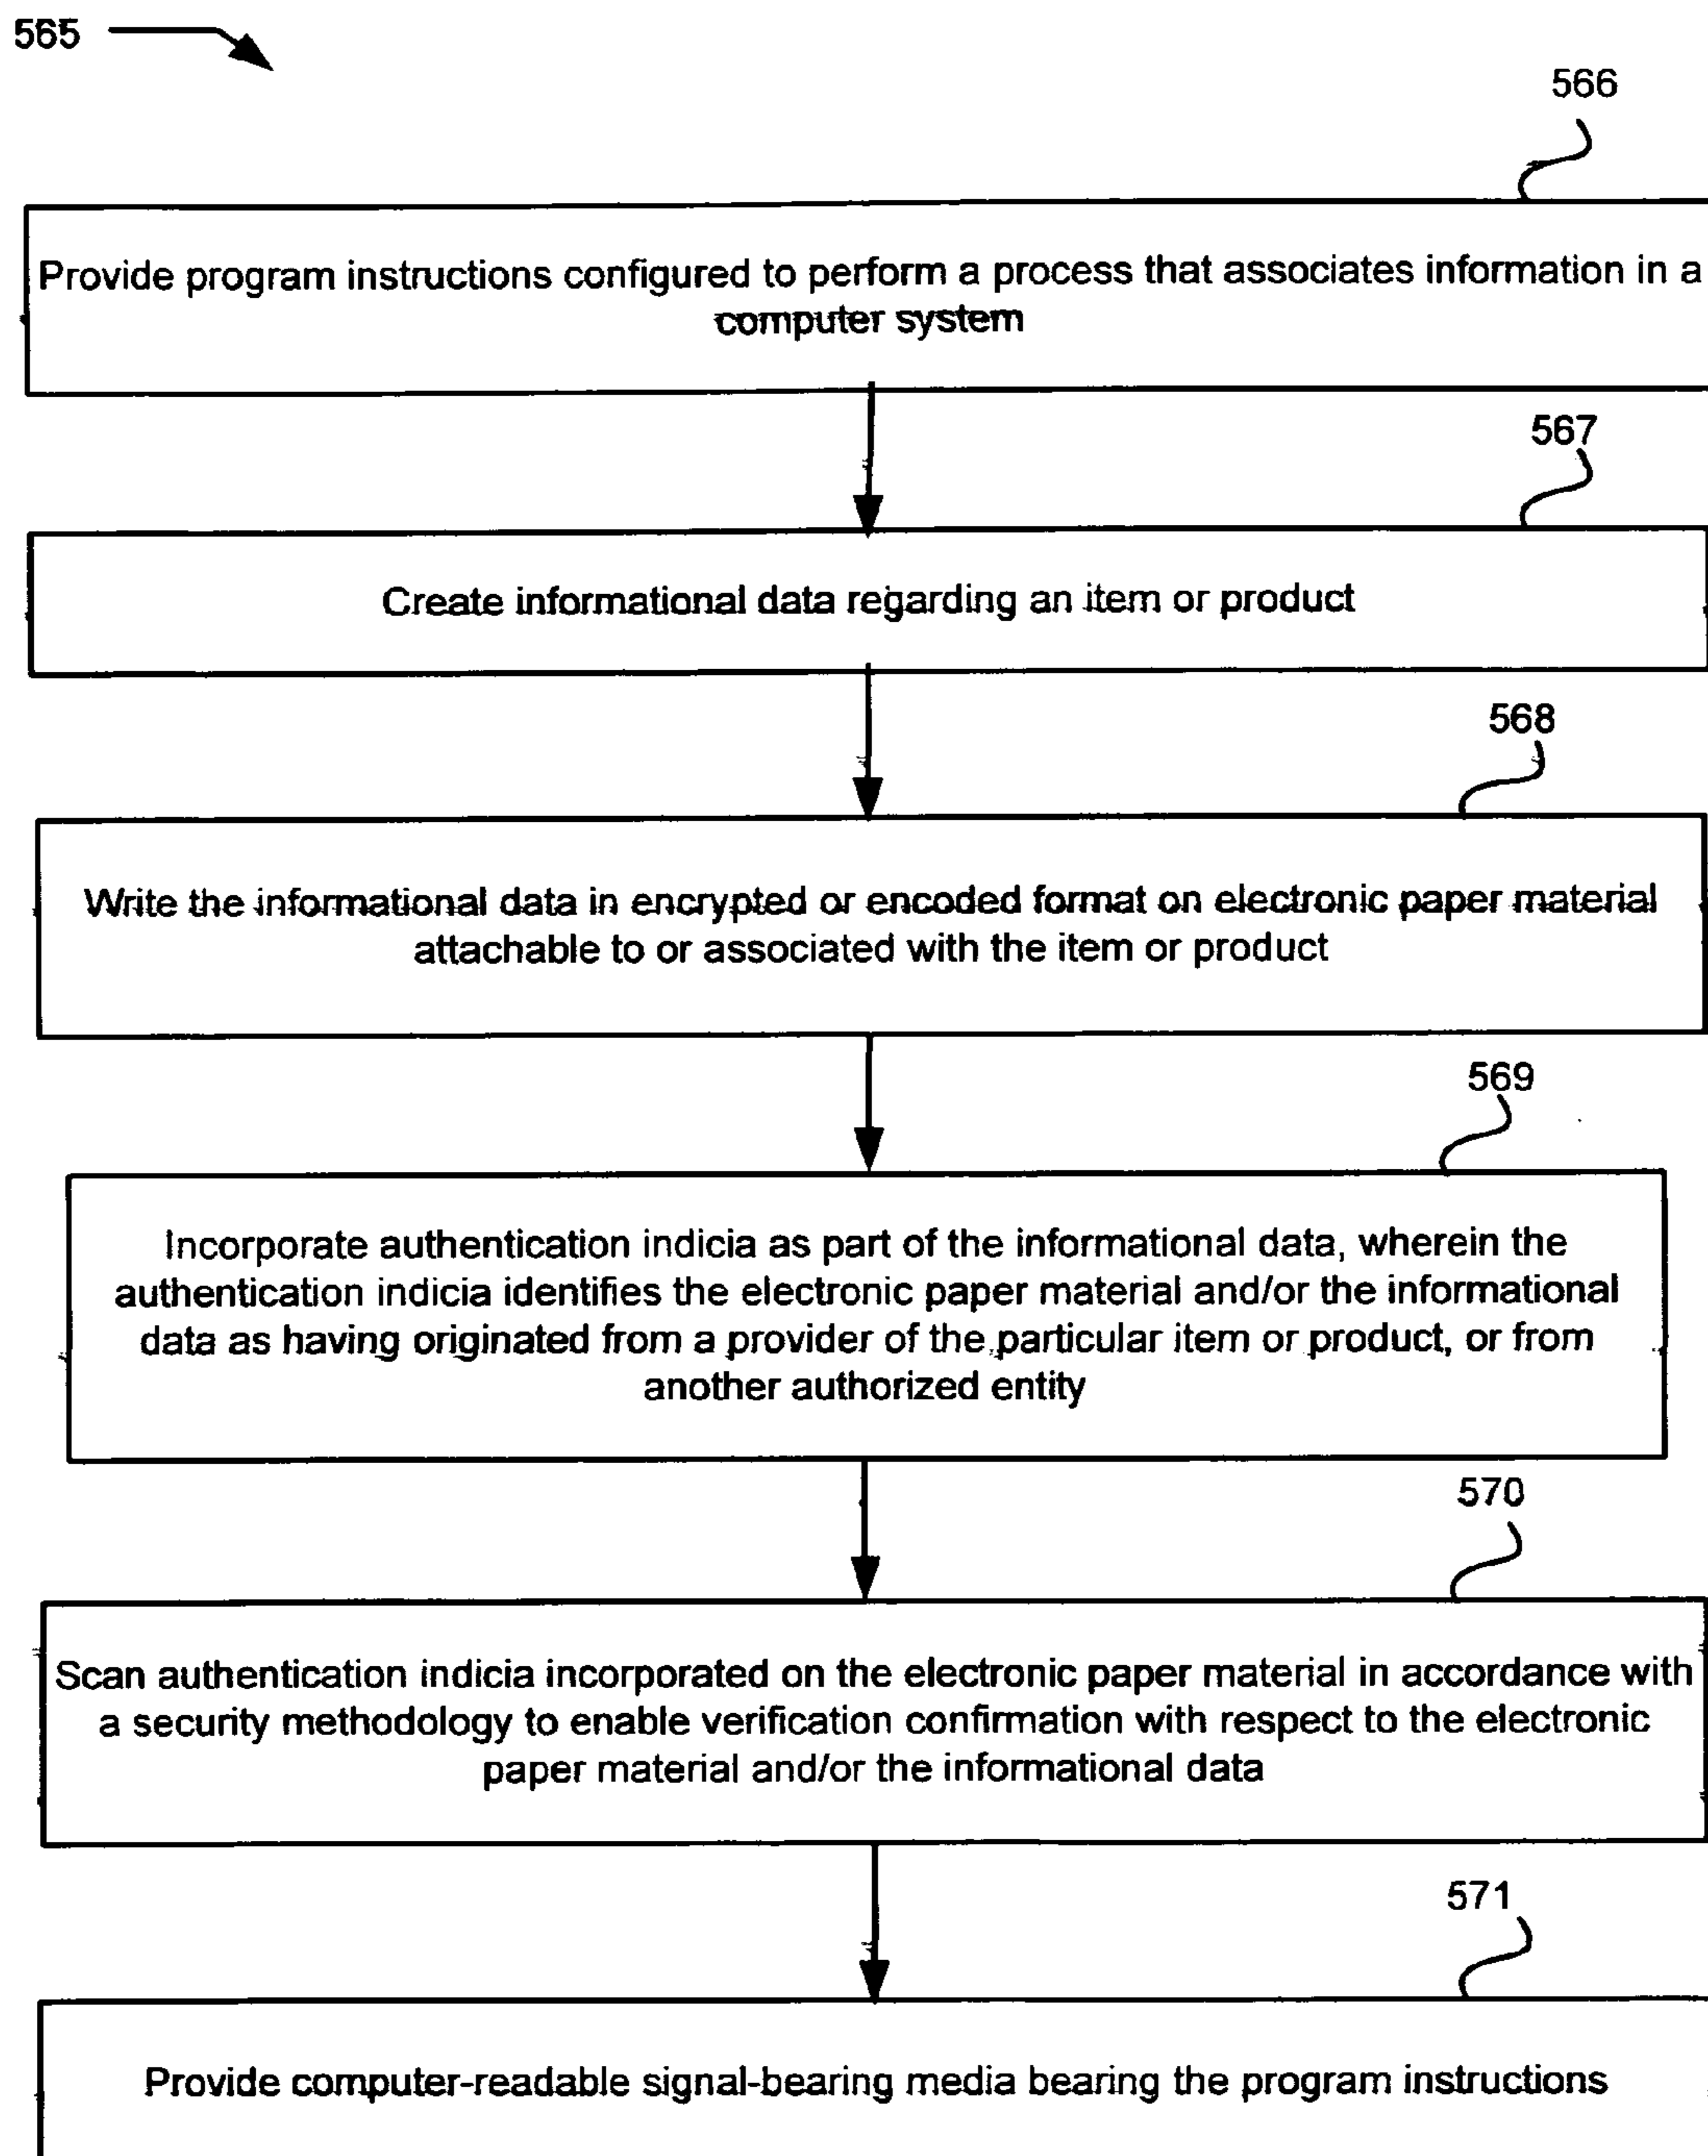 565
566
Provide program instructions configured to perform a process that associates information in a
computer system
567
Create informational data regarding an item or product
568
Write the informational data in encrypted or encoded format on electronic paper material
attachable to or associated with the item or product
569
Incorporate authentication indicia as part of the informational data, wherein the
authentication indicia identifies the electronic paper material and/or the informational
data as having originated from a provider of the particular item or product, or from
another authorized entity
570
Scan authentication indicia incorporated on the electronic paper material in accordance with
a security methodology to enable verification confirmation with respect to the electronic
paper material and/or the informational data
571
Provide computer-readable signal-bearing media bearing the program instructions